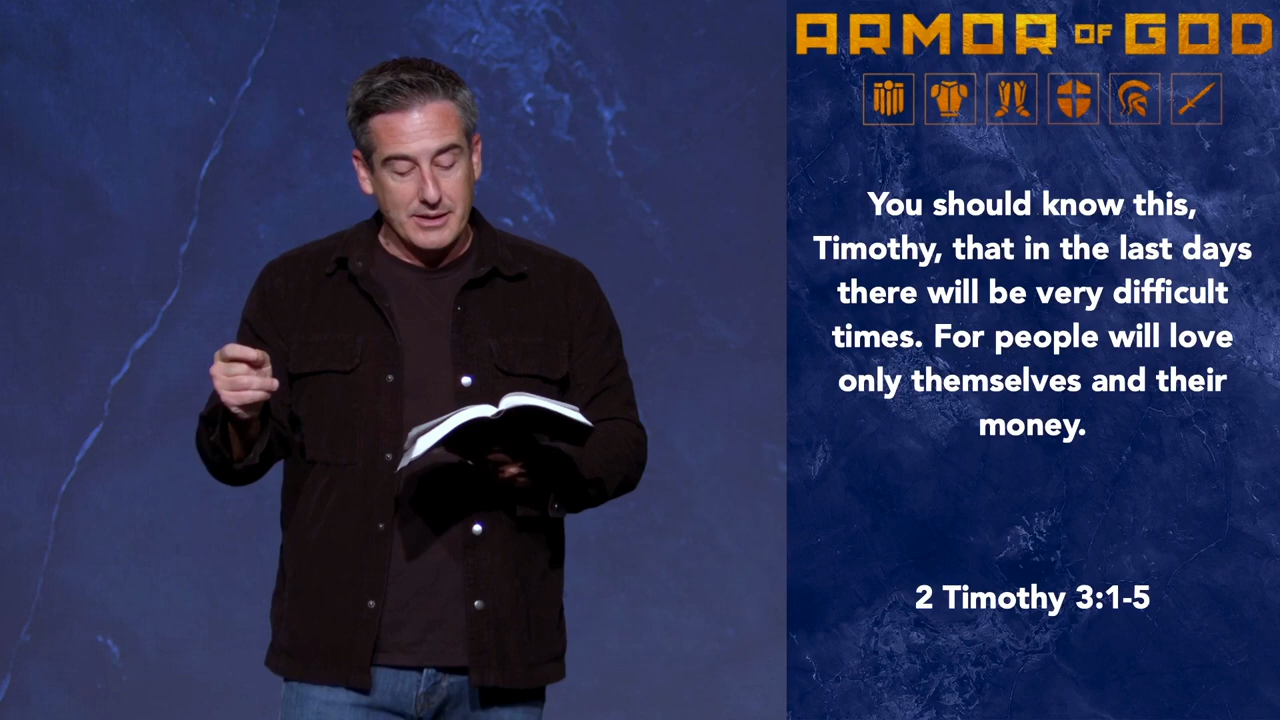 ARMOR OF GOD
You should know this,
Timothy, that in the last days
there will be very difficult
times. For people will love
only themselves and their
money.
2 Timothy 3:1-5